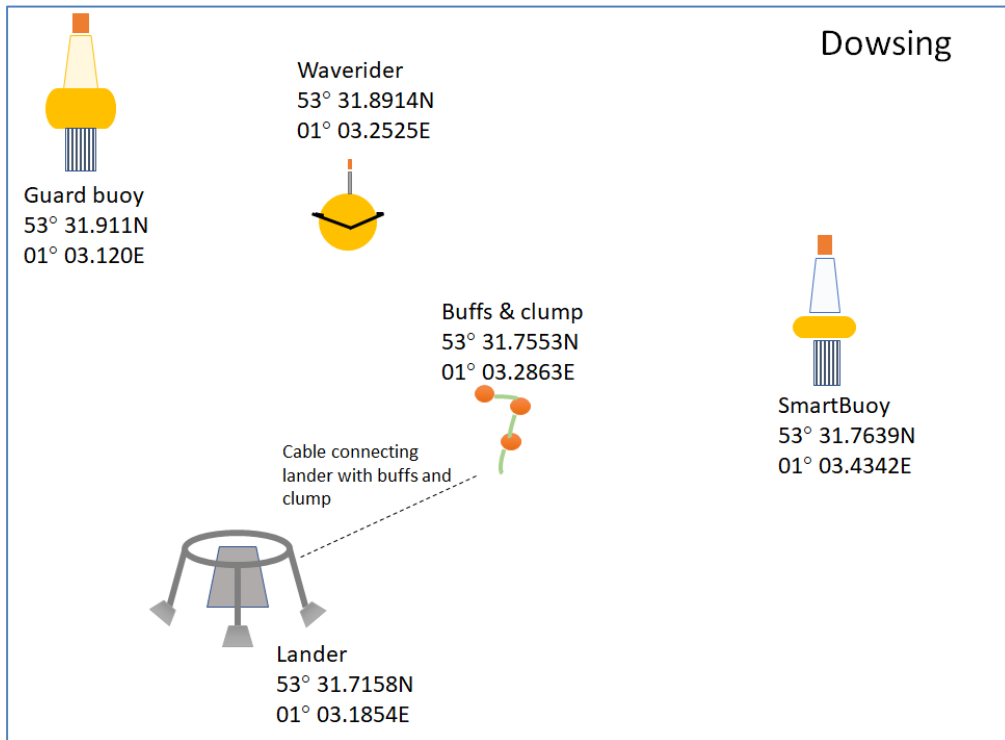 Dowsing
Waverider
53° 31.8914N
01° 03.2525E
Guard buoy
53° 31.911N
01° 03.120E
Buffs & clump
53° 31.7553N
01° 03.2863E
SmartBuoy
53° 31.7639N
01° 03.4342E
Cable connecting
lander with buffs and
clump
Lander
53° 31.7158N
01° 03.1854E